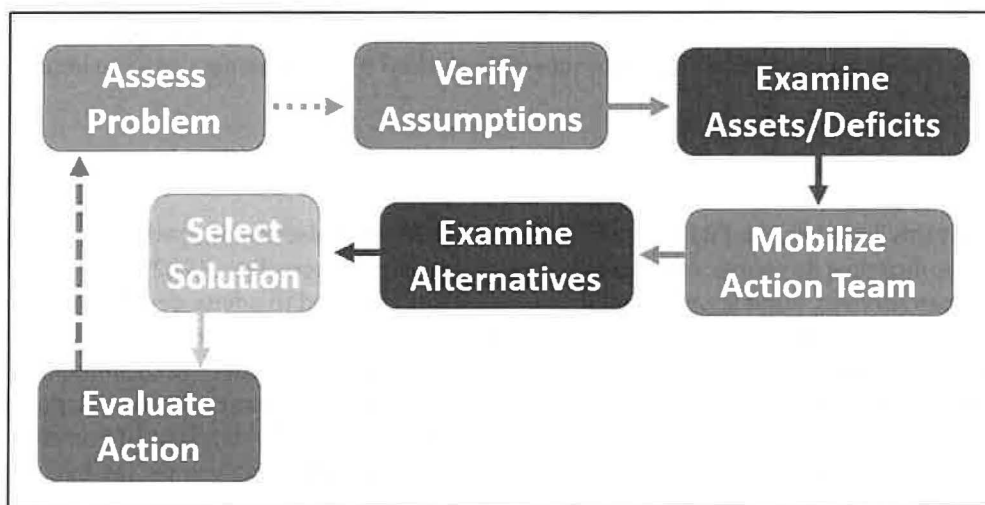 Assess
Problem
Verify
Assumptions
Examine
Assets/Deficits
Mobilize
Action Team
Examine
Alternatives
Select
Solution
Evaluate
Action